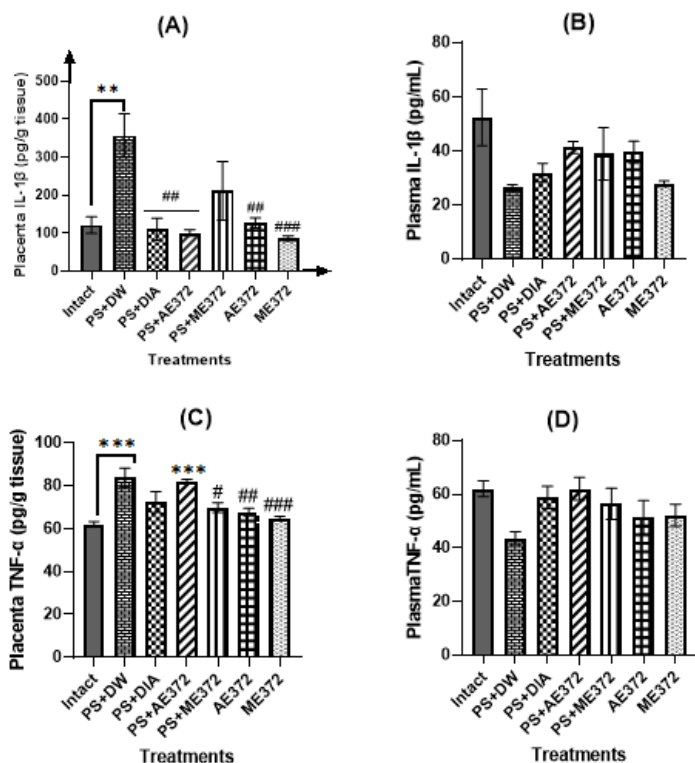 (A)
Placenta IL-1β (pg/g tissue)
500
400
300
200
100
0
**
##
##
###
Intact
PS+DW
PS+DIA
PS+AE372
PS+ME372
AE372
ME372
Treatments
(B)
Plasma IL-1β (pg/mL)
80
60
40
20
0
Intact
PS+DW
PS+DIA
PS+AE372
PS+ME372
AE372
ME372
Treatments
(C)
Placenta TNF-α (pg/g tissue)
100
80
60
40
20
0
***
***
#
##
###
Intact
PS+DW
PS+DIA
PS+AE372
PS+ME372
AE372
ME372
Treatments
(D)
PlasmaTNF-α (pg/mL)
80
60
40
20
0
Intact
PS+DW
PS+DIA
PS+AE372
PS+ME372
AE372
ME372
Treatments